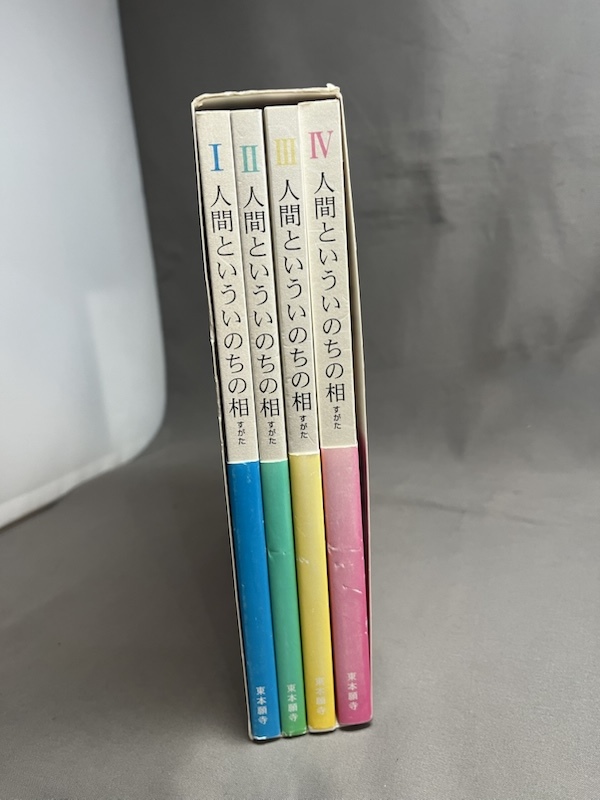 I 人間といういのちの相
すがた
東本願寺
II 人間といういのちの相
すがた
東本願寺
III 人間といういのちの相
すがた
東本願寺
IV 人間といういのちの相
すがた
東本願寺